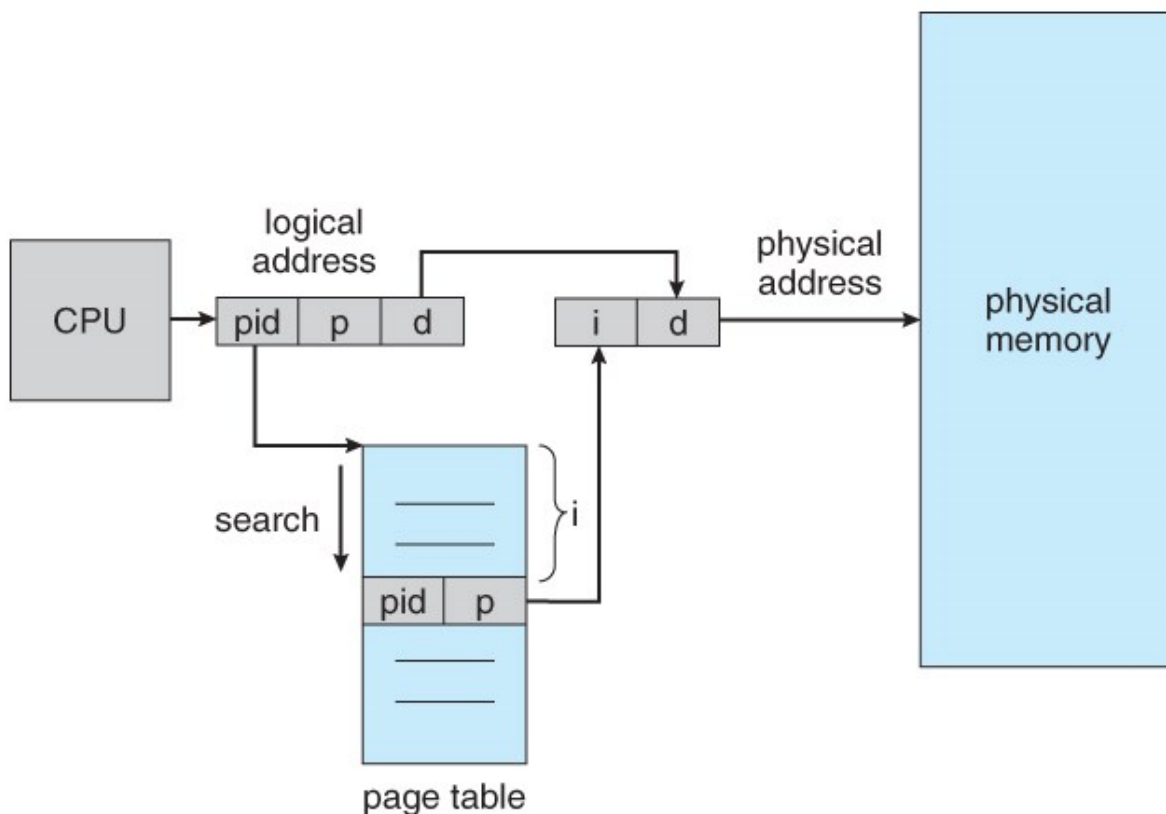 logical
address
physical
address
CPU
pid p d
i d
physical
memory
search
i
pid p
page table